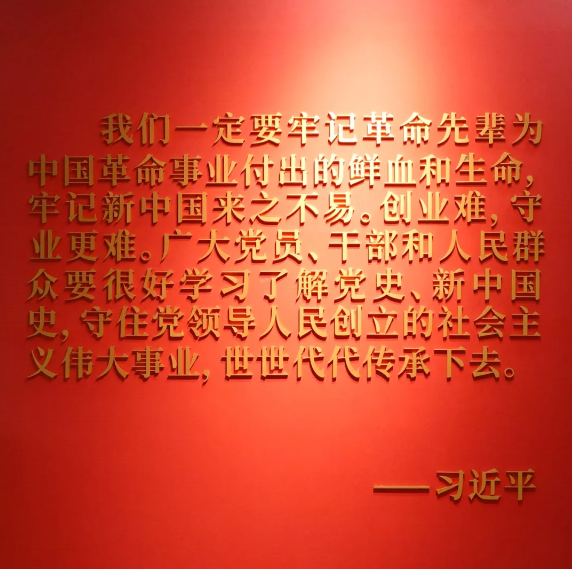 我们一定要牢记革命先辈为
中国革命事业付出的鲜血和生命，
牢记新中国来之不易。创业难，守
业更难。广大党员、干部和人民群
众要很好学习了解党史、新中国
史，守住党领导人民创立的社会主
义伟大事业，世世代代传承下去。
——习近平